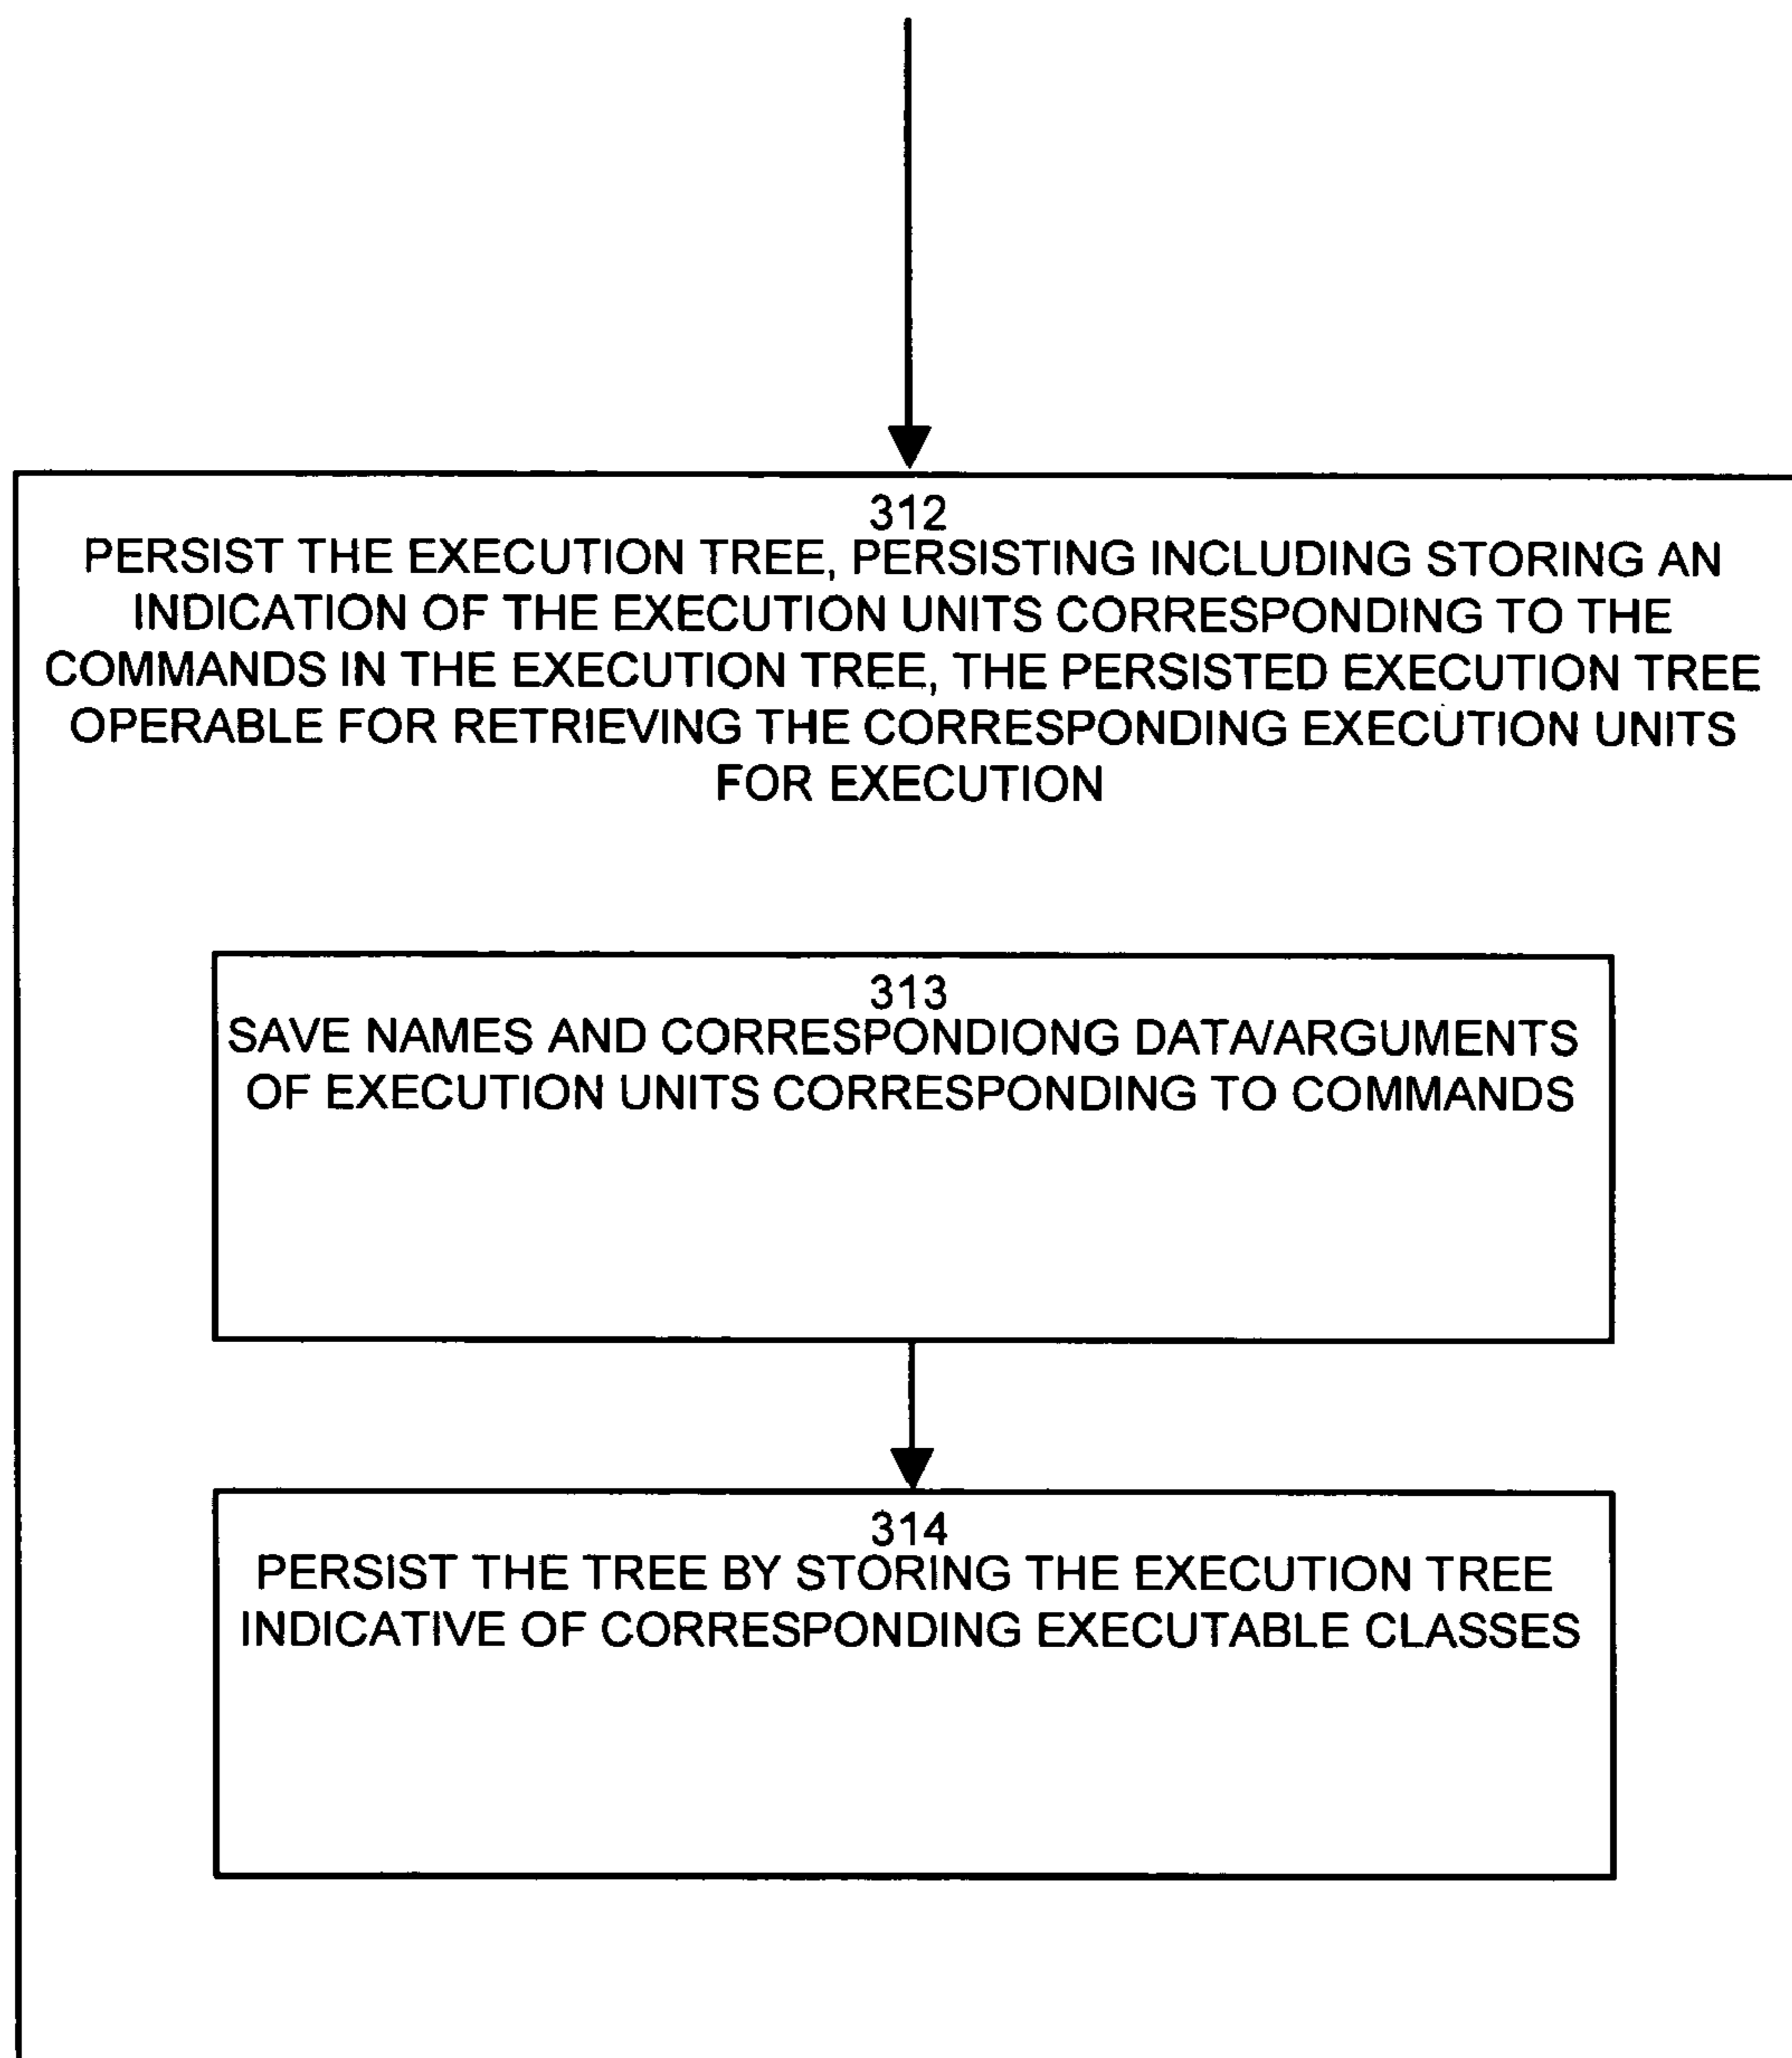 312
PERSIST THE EXECUTION TREE, PERSISTING INCLUDING STORING AN
INDICATION OF THE EXECUTION UNITS CORRESPONDING TO THE
COMMANDS IN THE EXECUTION TREE, THE PERSISTED EXECUTION TREE
OPERABLE FOR RETRIEVING THE CORRESPONDING EXECUTION UNITS
FOR EXECUTION
313
SAVE NAMES AND CORRESPONDIONG DATA/ARGUMENTS
OF EXECUTION UNITS CORRESPONDING TO COMMANDS
314
PERSIST THE TREE BY STORING THE EXECUTION TREE
INDICATIVE OF CORRESPONDING EXECUTABLE CLASSES